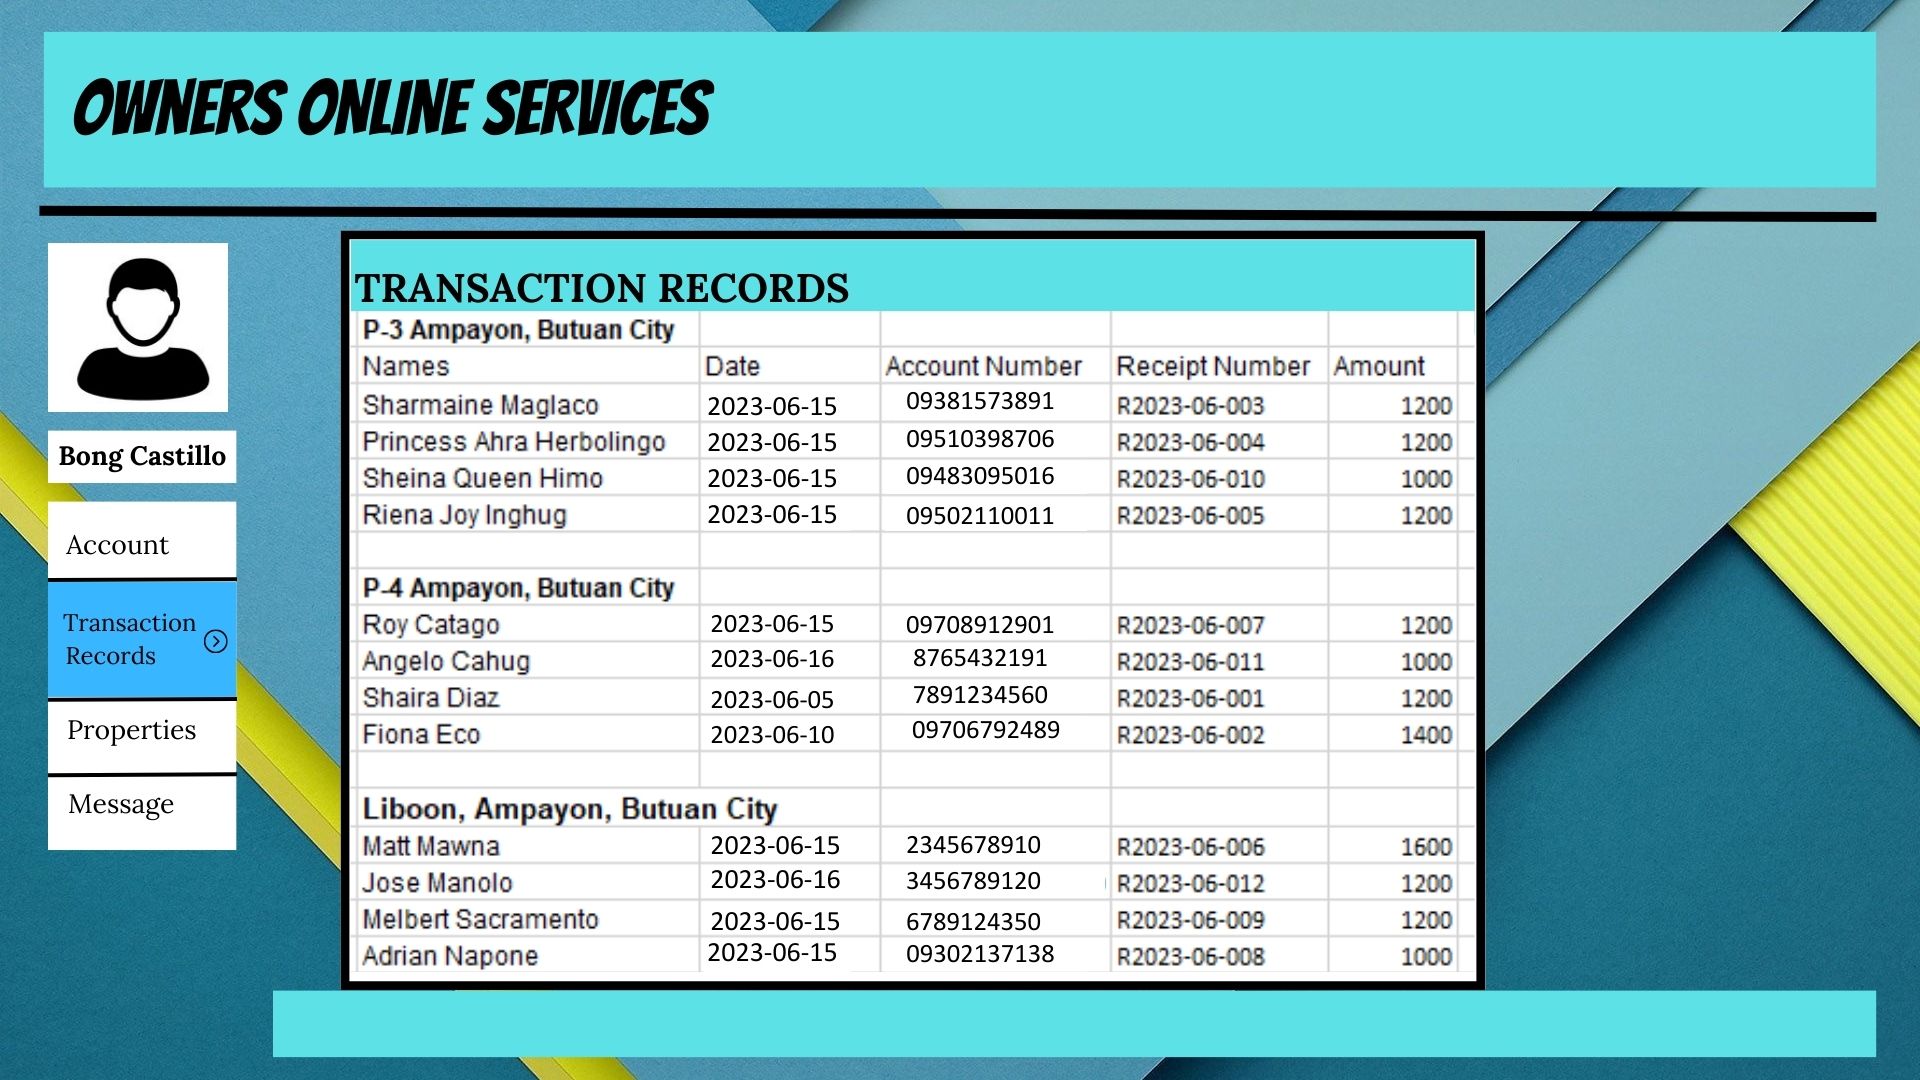 OWNERS ONLINE SERVICES
Bong Castillo
Account
Transaction
Records
Properties
Message
TRANSACTION RECORDS
P-3 Ampayon, Butuan City
Names Date Account Number Receipt Number Amount
Sharmaine Maglaco 2023-06-15 09381573891 R2023-06-003 1200
Princess Ahra Herbolingo 2023-06-15 09510398706 R2023-06-004 1200
Sheina Queen Himo 2023-06-15 09483095016 R2023-06-010 1000
Riena Joy Inghug 2023-06-15 09502110011 R2023-06-005 1200
P-4 Ampayon, Butuan City
Roy Catago 2023-06-15 09708912901 R2023-06-007 1200
Angelo Cahug 2023-06-16 8765432191 R2023-06-011 1000
Shaira Diaz 2023-06-05 7891234560 R2023-06-001 1200
Fiona Eco 2023-06-10 09706792489 R2023-06-002 1400
Liboon, Ampayon, Butuan City
Matt Mawna 2023-06-15 2345678910 R2023-06-006 1600
Jose Manolo 2023-06-16 3456789120 R2023-06-012 1200
Melbert Sacramento 2023-06-15 6789124350 R2023-06-009 1200
Adrian Napone 2023-06-15 09302137138 R2023-06-008 1000